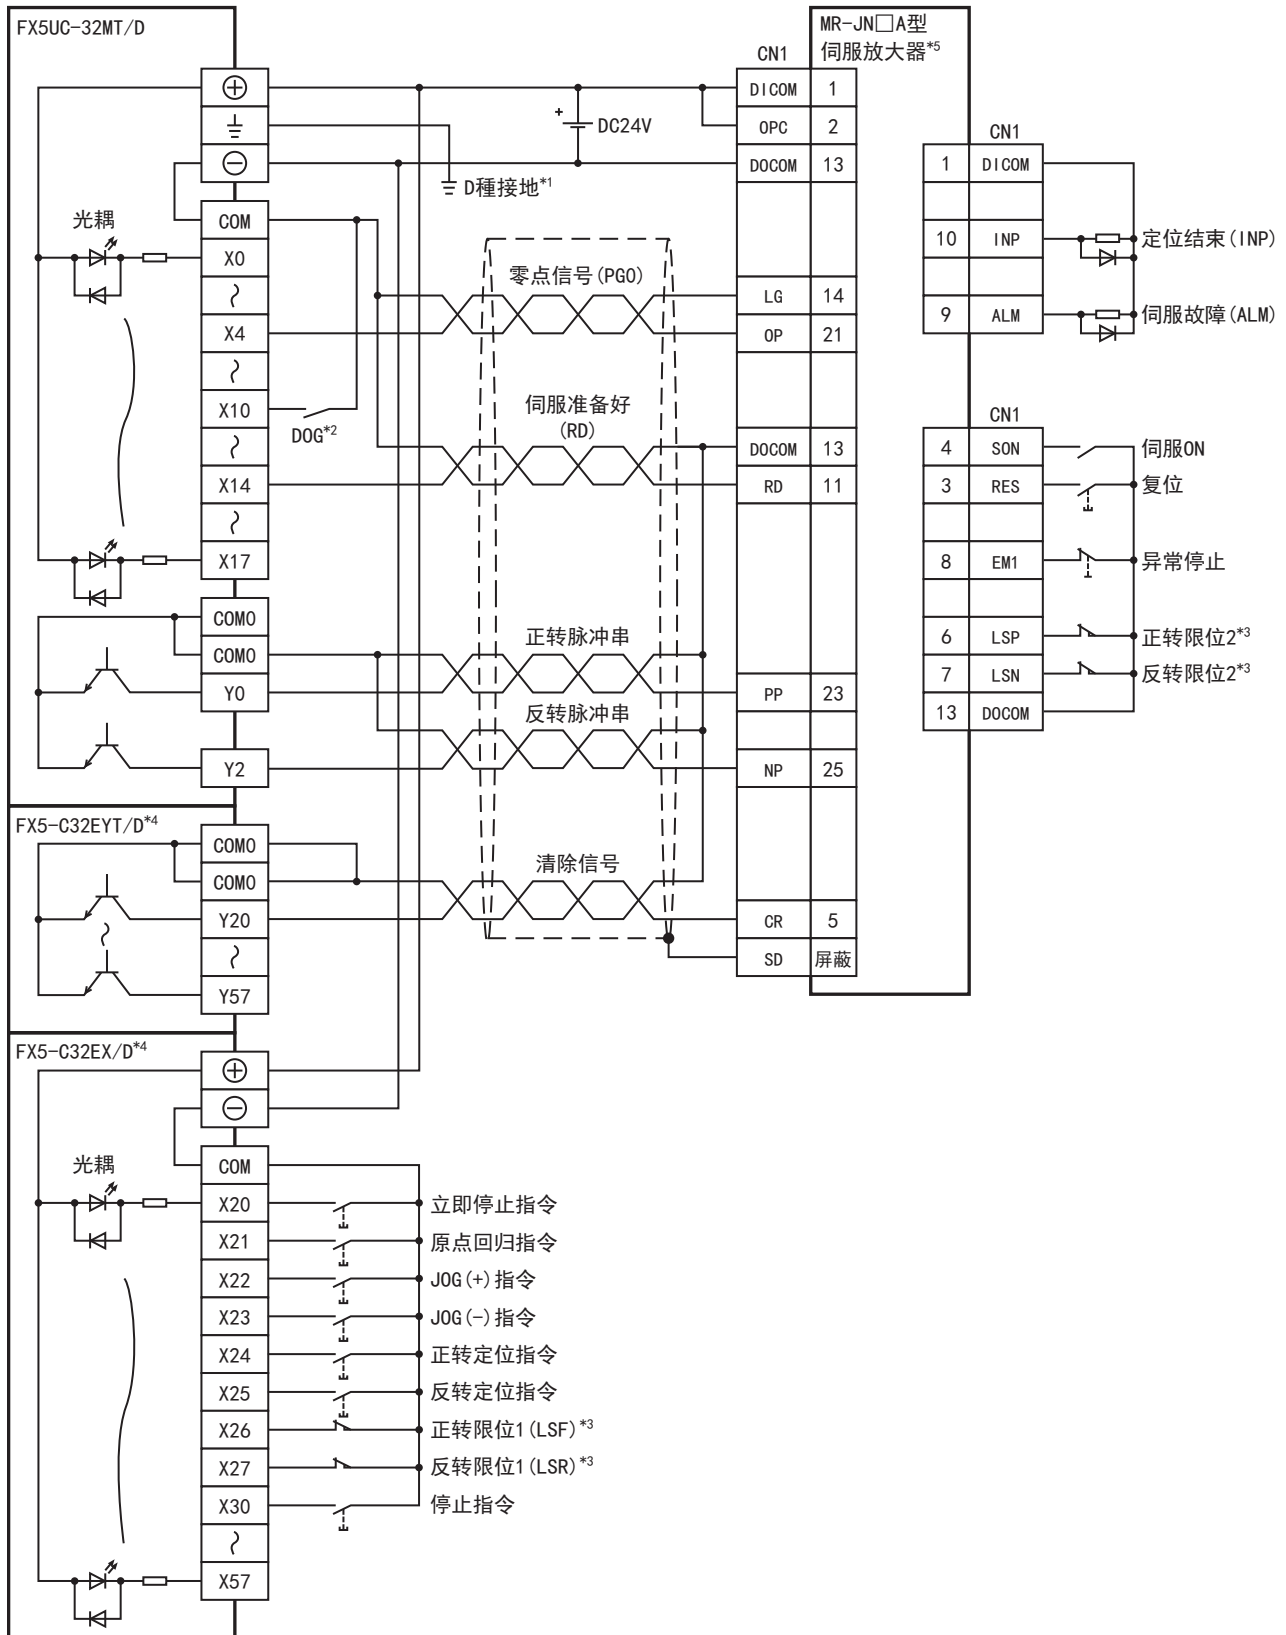 FX5UC-32MT/D
COM
X0
X4
X10
X14
X17
COM0
COM0
Y0
Y2
光耦
DC24V
D種接地*1
DOG*2
零点信号(PG0)
伺服准备好
(RD)
正转脉冲串
反转脉冲串
清除信号
MR-JN□A型
伺服放大器*5
CN1
DICOM 1
OPC 2
DOCOM 13
LG 14
OP 21
DOCOM 13
RD 11
PP 23
NP 25
CR 5
SD 屏蔽
CN1
1 DICOM
10 INP 定位结束(INP)
9 ALM 伺服故障(ALM)
CN1
4 SON 伺服ON
3 RES 复位
8 EM1 异常停止
6 LSP 正转限位2*3
7 LSN 反转限位2*3
13 DOCOM
FX5-C32EYT/D*4
COM0
COM0
Y20
Y57
FX5-C32EX/D*4
光耦
COM
X20 立即停止指令
X21 原点回归指令
X22 JOG(+)指令
X23 JOG(-)指令
X24 正转定位指令
X25 反转定位指令
X26 正转限位1(LSF)*3
X27 反转限位1(LSR)*3
X30 停止指令
X57